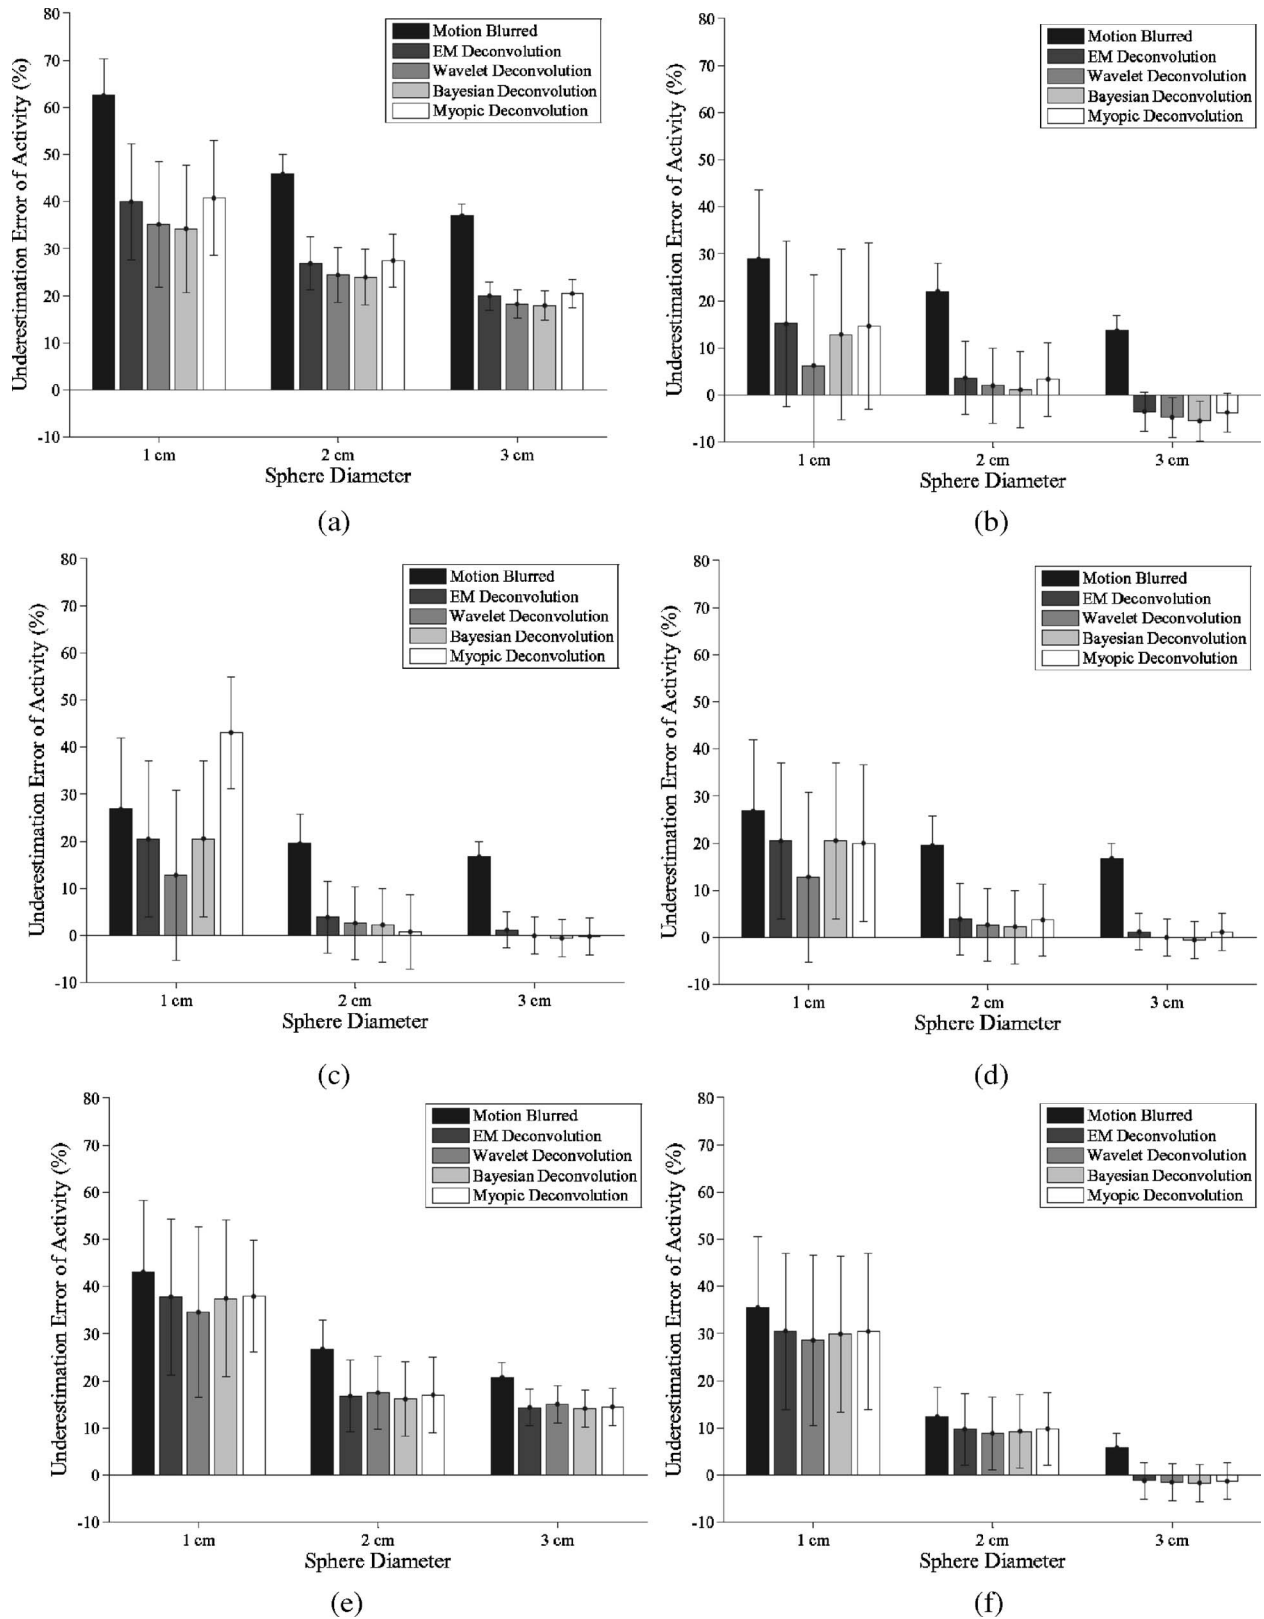 Motion Blurred
EM Deconvolution
Wavelet Deconvolution
Bayesian Deconvolution
Myopic Deconvolution
Underestimation Error of Activity (%)
80
70
60
50
40
30
20
10
0
-10
1 cm
2 cm
3 cm
Sphere Diameter
(a)
Motion Blurred
EM Deconvolution
Wavelet Deconvolution
Bayesian Deconvolution
Myopic Deconvolution
Underestimation Error of Activity (%)
80
70
60
50
40
30
20
10
0
-10
1 cm
2 cm
3 cm
Sphere Diameter
(b)
Motion Blurred
EM Deconvolution
Wavelet Deconvolution
Bayesian Deconvolution
Myopic Deconvolution
Underestimation Error of Activity (%)
80
70
60
50
40
30
20
10
0
-10
1 cm
2 cm
3 cm
Sphere Diameter
(c)
Motion Blurred
EM Deconvolution
Wavelet Deconvolution
Bayesian Deconvolution
Myopic Deconvolution
Underestimation Error of Activity (%)
80
70
60
50
40
30
20
10
0
-10
1 cm
2 cm
3 cm
Sphere Diameter
(d)
Motion Blurred
EM Deconvolution
Wavelet Deconvolution
Bayesian Deconvolution
Myopic Deconvolution
Underestimation Error of Activity (%)
80
70
60
50
40
30
20
10
0
-10
1 cm
2 cm
3 cm
Sphere Diameter
(e)
Motion Blurred
EM Deconvolution
Wavelet Deconvolution
Bayesian Deconvolution
Myopic Deconvolution
Underestimation Error of Activity (%)
80
70
60
50
40
30
20
10
0
-10
1 cm
2 cm
3 cm
Sphere Diameter
(f)